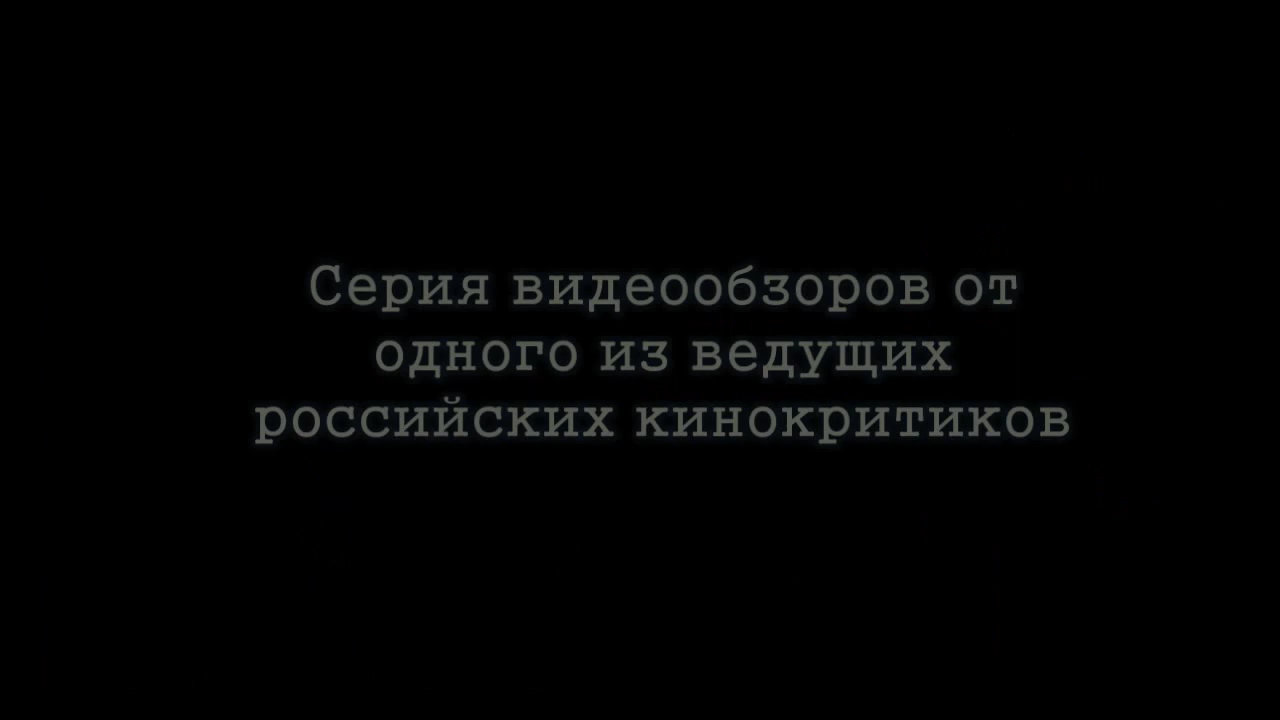 Серия видеообзоров от
одного из ведущих
российских кинокритиков